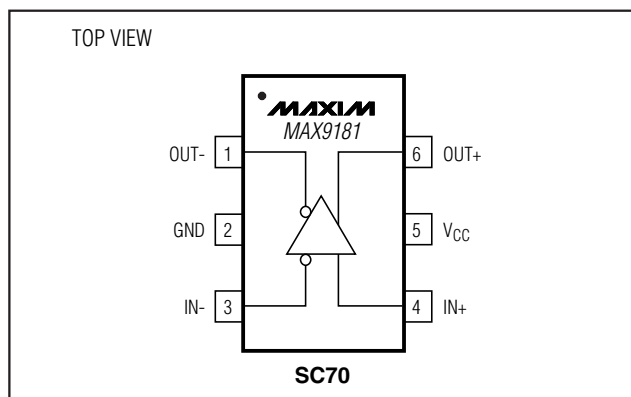 TOP VIEW
MAXIM
MAX9181
OUT- 1 6 OUT+
GND 2 5 VCC
IN- 3 4 IN+
SC70